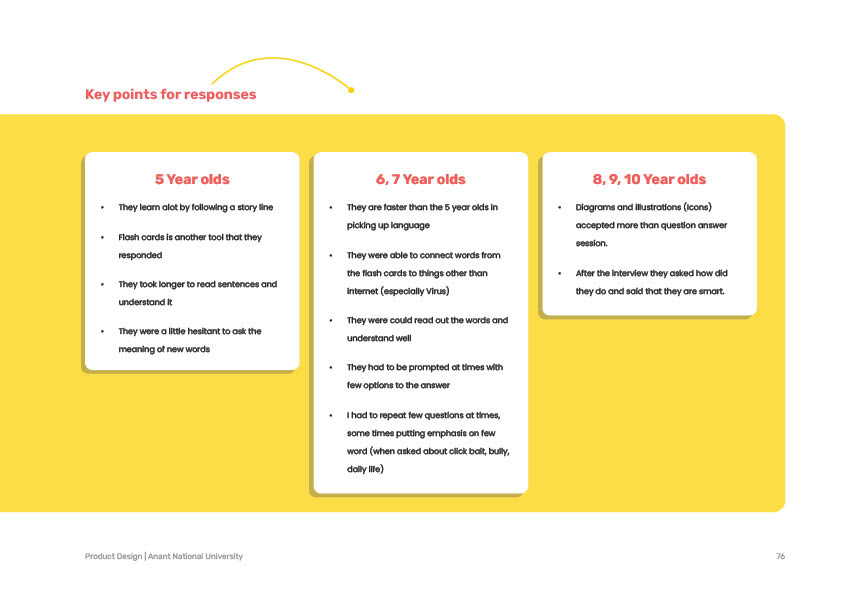 Key points for responses
5 Year olds
• They learn alot by following a story line
• Flash cards is another tool that they
responded
• They took longer to read sentences and
understand it
• They were a little hesitant to ask the
meaning of new words
6, 7 Year olds
• They are faster than the 5 year olds in
picking up language
• They were able to connect words from
the flash cards to things other than
internet (especially Virus)
• They were could read out the words and
understand well
• They had to be prompted at times with
few options to the answer
• I had to repeat few questions at times,
some times putting emphasis on few
word (when asked about click bait, bully,
daily life)
8, 9, 10 Year olds
• Diagrams and illustrations (icons)
accepted more than question answer
session.
• After the interview they asked how did
they do and said that they are smart.
Product Design | Anant National University
76